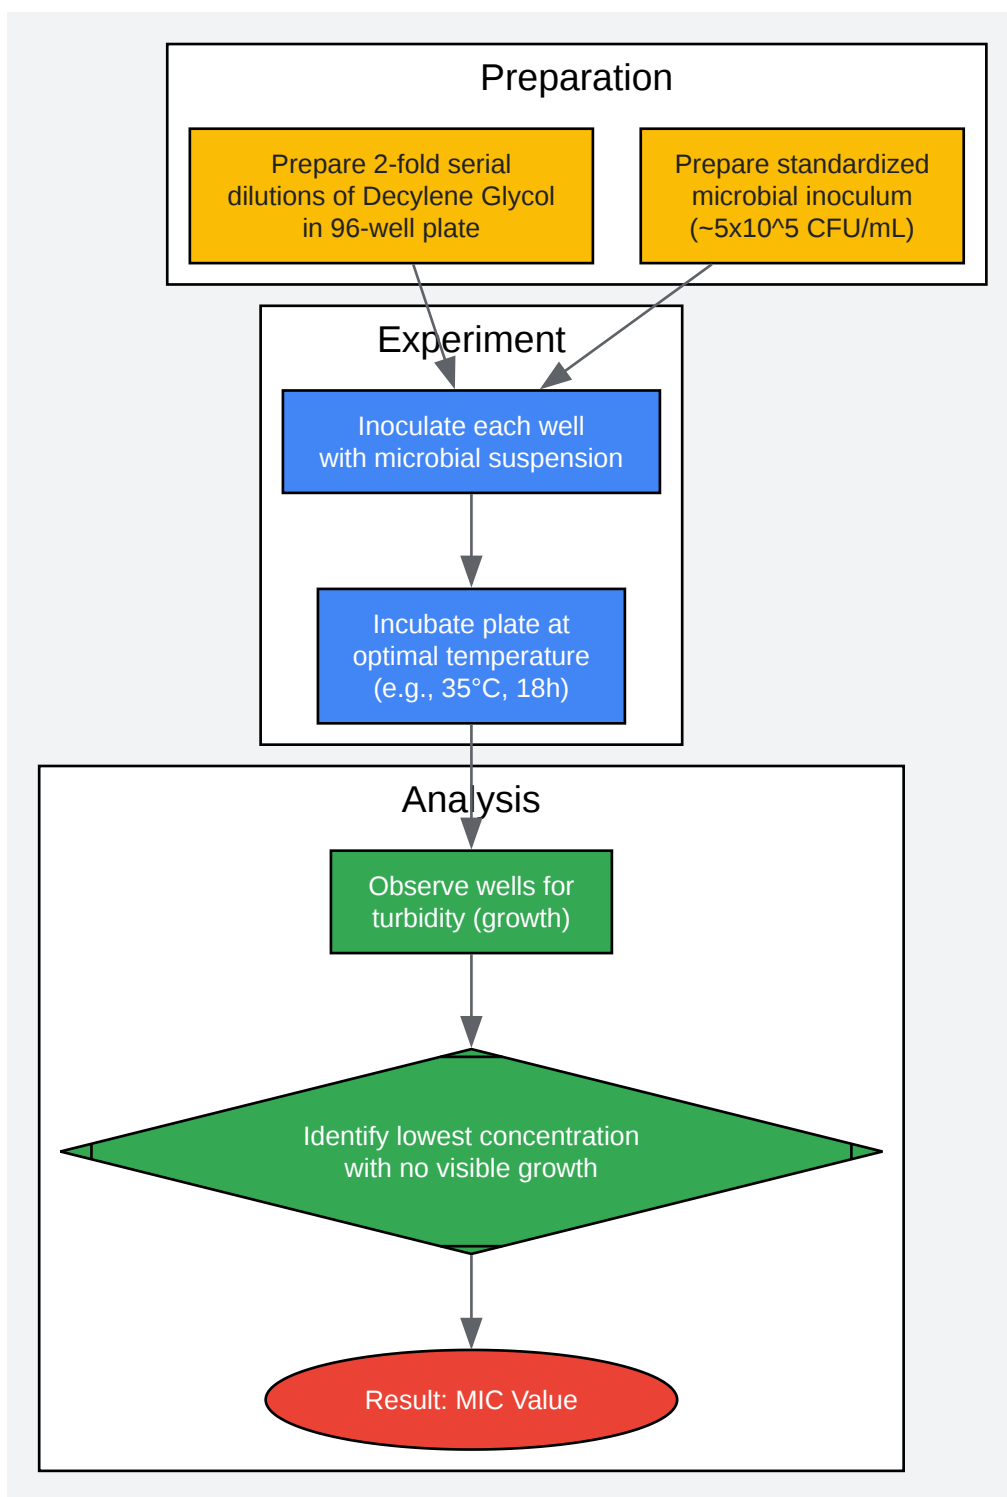 Preparation
Prepare 2-fold serial
dilutions of Decylene Glycol
in 96-well plate
Prepare standardized
microbial inoculum
(~5x10^5 CFU/mL)
Experiment
Inoculate each well
with microbial suspension
Incubate plate at
optimal temperature
(e.g., 35°C, 18h)
Analysis
Observe wells for
turbidity (growth)
Identify lowest concentration
with no visible growth
Result: MIC Value